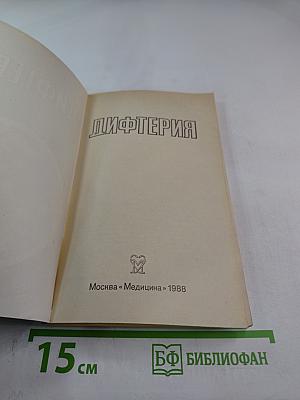 ДИФТЕРИЯ
Москва «Медицина» 1988
15 см
БФ БИБЛИОФАН